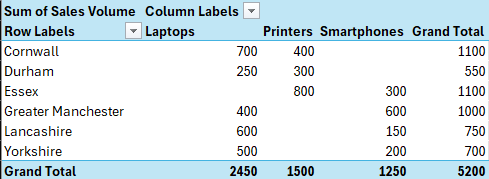 Sum of Sales Volume Column Labels
Row Labels Laptops Printers Smartphones Grand Total
Cornwall 700 400 1100
Durham 250 300 550
Essex 800 300 1100
Greater Manchester 400 600 1000
Lancashire 600 150 750
Yorkshire 500 200 700
Grand Total 2450 1500 1250 5200